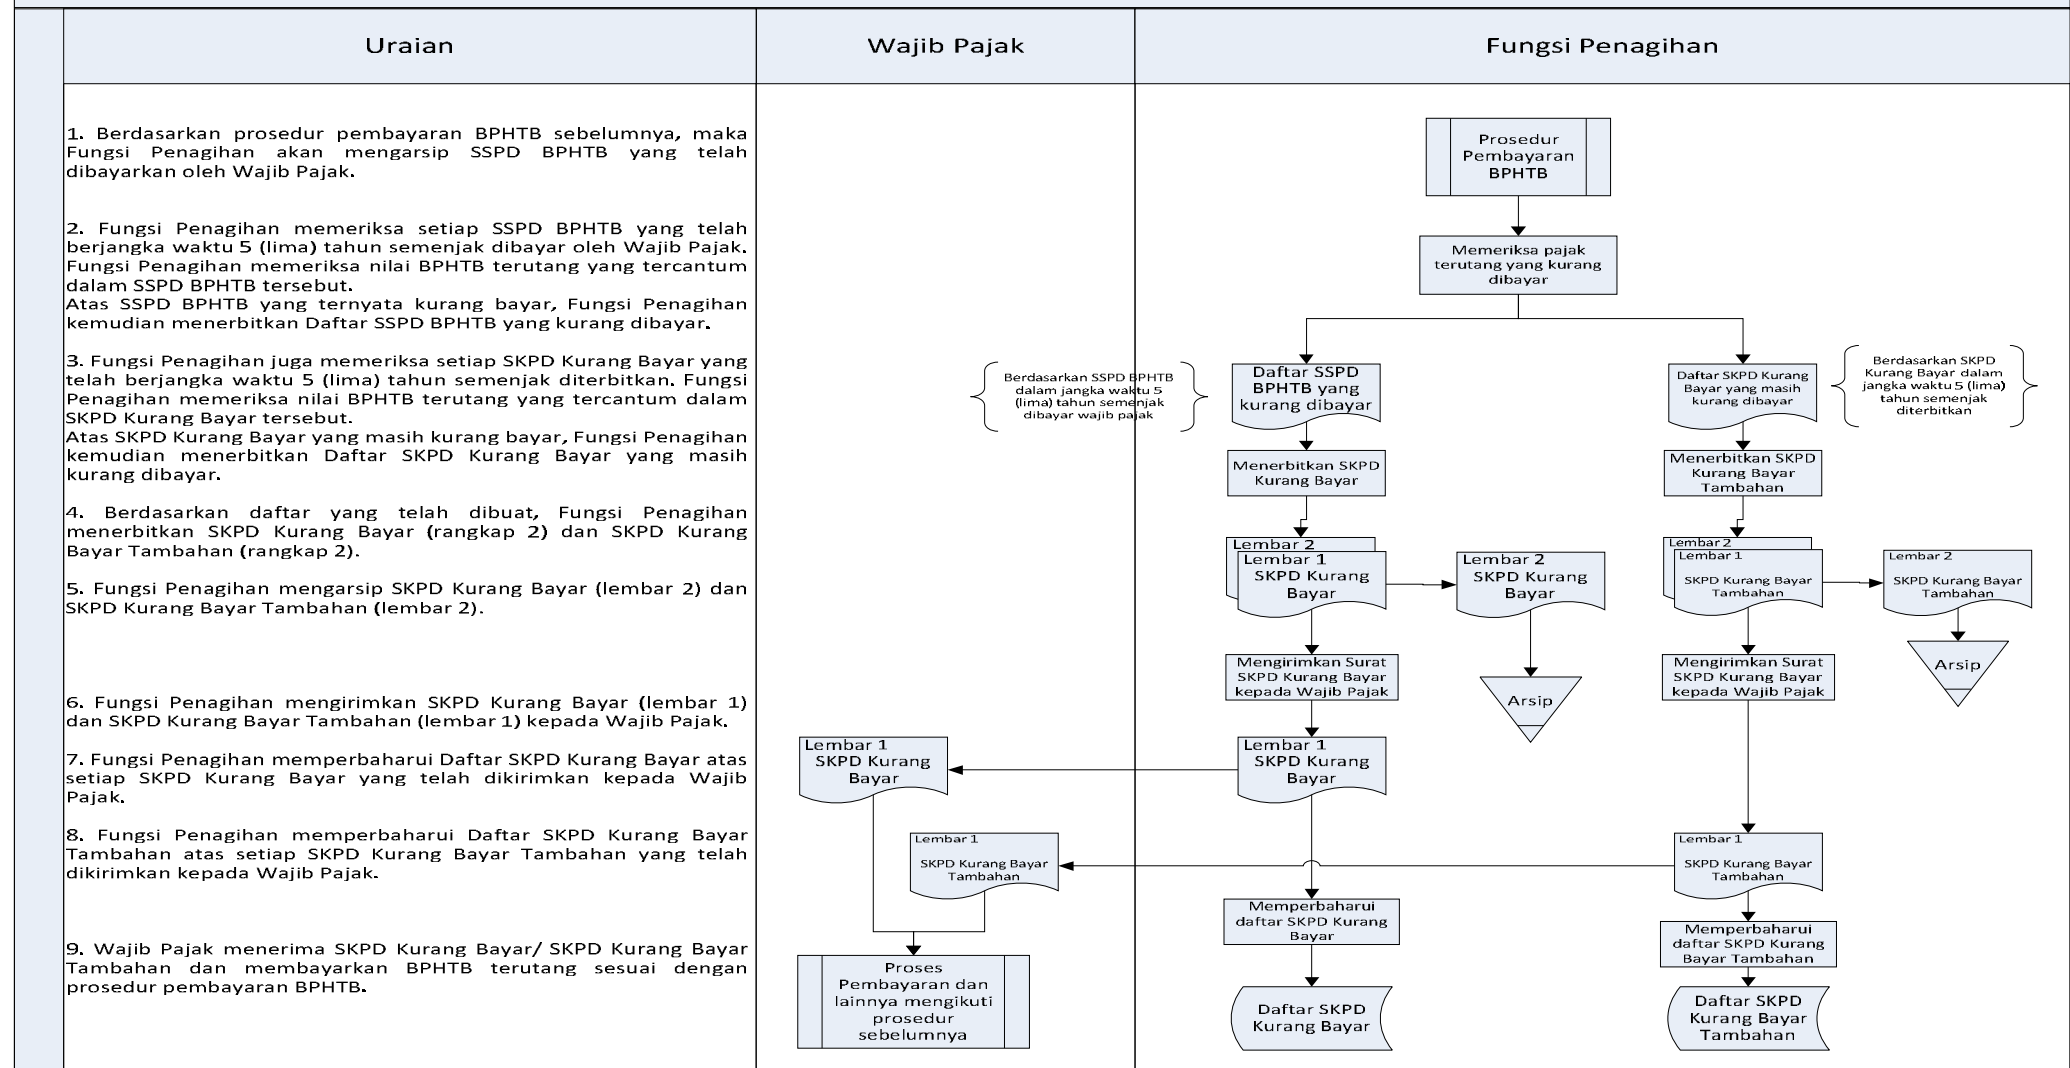 Uraian
Wajib Pajak
Fungsi Penagihan
1. Berdasarkan prosedur pembayaran BPHTB sebelumnya, maka
Fungsi Penagihan akan mengarsip SSPD BPHTB yang telah
dibayarkan oleh Wajib Pajak.
2. Fungsi Penagihan memeriksa setiap SSPD BPHTB yang telah
berjangka waktu 5 (lima) tahun semenjak dibayar oleh Wajib Pajak.
Fungsi Penagihan memeriksa nilai BPHTB terutang yang tercantum
dalam SSPD BPHTB tersebut.
Atas SSPD BPHTB yang ternyata kurang bayar, Fungsi Penagihan
kemudian menerbitkan Daftar SSPD BPHTB yang kurang dibayar.
3. Fungsi Penagihan juga memeriksa setiap SKPD Kurang Bayar yang
telah berjangka waktu 5 (lima) tahun semenjak diterbitkan. Fungsi
Penagihan memeriksa nilai BPHTB terutang yang tercantum dalam
SKPD Kurang Bayar tersebut.
Atas SKPD Kurang Bayar yang masih kurang bayar, Fungsi Penagihan
kemudian menerbitkan Daftar SKPD Kurang Bayar yang masih
kurang dibayar.
4. Berdasarkan daftar yang telah dibuat, Fungsi Penagihan
menerbitkan SKPD Kurang Bayar (rangkap 2) dan SKPD Kurang
Bayar Tambahan (rangkap 2).
5. Fungsi Penagihan mengarsip SKPD Kurang Bayar (lembar 2) dan
SKPD Kurang Bayar Tambahan (lembar 2).
6. Fungsi Penagihan mengirimkan SKPD Kurang Bayar (lembar 1)
dan SKPD Kurang Bayar Tambahan (lembar 1) kepada Wajib Pajak.
7. Fungsi Penagihan memperbaharui Daftar SKPD Kurang Bayar atas
setiap SKPD Kurang Bayar yang telah dikirimkan kepada Wajib
Pajak.
8. Fungsi Penagihan memperbaharui Daftar SKPD Kurang Bayar
Tambahan atas setiap SKPD Kurang Bayar Tambahan yang telah
dikirimkan kepada Wajib Pajak.
9. Wajib Pajak menerima SKPD Kurang Bayar/ SKPD Kurang Bayar
Tambahan dan membayarkan BPHTB terutang sesuai dengan
prosedur pembayaran BPHTB.
Prosedur
Pembayaran
BPHTB
Memeriksa pajak
terutang yang kurang
dibayar
Berdasarkan SSPD BPHTB
dalam jangka waktu 5
(lima) tahun semenjak
dibayar wajib pajak
Daftar SSPD
BPHTB yang
kurang dibayar
Daftar SKPD Kurang
Bayar yang masih
kurang dibayar
Berdasarkan SKPD
Kurang Bayar dalam
jangka waktu 5 (lima)
tahun semenjak
diterbitkan
Menerbitkan SKPD
Kurang Bayar
Menerbitkan SKPD
Kurang Bayar
Tambahan
Lembar 2
Lembar 1
SKPD Kurang
Bayar
Lembar 2
SKPD Kurang
Bayar
Lembar 2
Lembar 1
SKPD Kurang Bayar
Tambahan
Lembar 2
SKPD Kurang Bayar
Tambahan
Mengirimkan Surat
SKPD Kurang Bayar
kepada Wajib Pajak
Arsip
Mengirimkan Surat
SKPD Kurang Bayar
kepada Wajib Pajak
Arsip
Lembar 1
SKPD Kurang
Bayar
Lembar 1
SKPD Kurang
Bayar
Lembar 1
SKPD Kurang Bayar
Tambahan
Lembar 1
SKPD Kurang Bayar
Tambahan
Memperbaharui
daftar SKPD Kurang
Bayar
Memperbaharui
daftar SKPD Kurang
Bayar Tambahan
Proses
Pembayaran dan
lainnya mengikuti
prosedur
sebelumnya
Daftar SKPD
Kurang Bayar
Daftar SKPD
Kurang Bayar
Tambahan